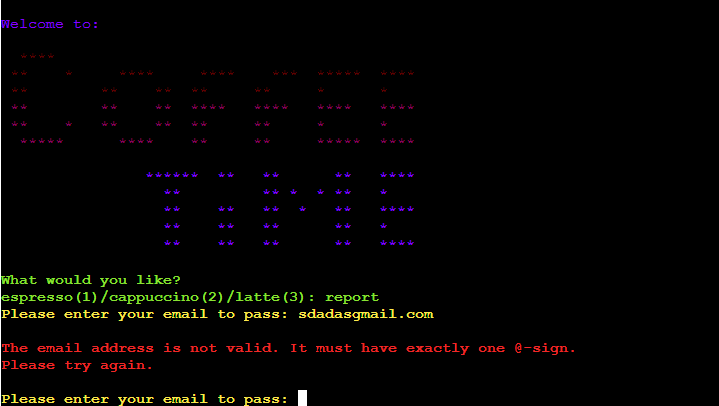 Welcome to:
COFFEE
TIME
What would you like?
espresso(1)/cappuccino(2)/latte(3): report
Please enter your email to pass: sdadasgmail.com
The email address is not valid. It must have exactly one @-sign.
Please try again.
Please enter your email to pass: